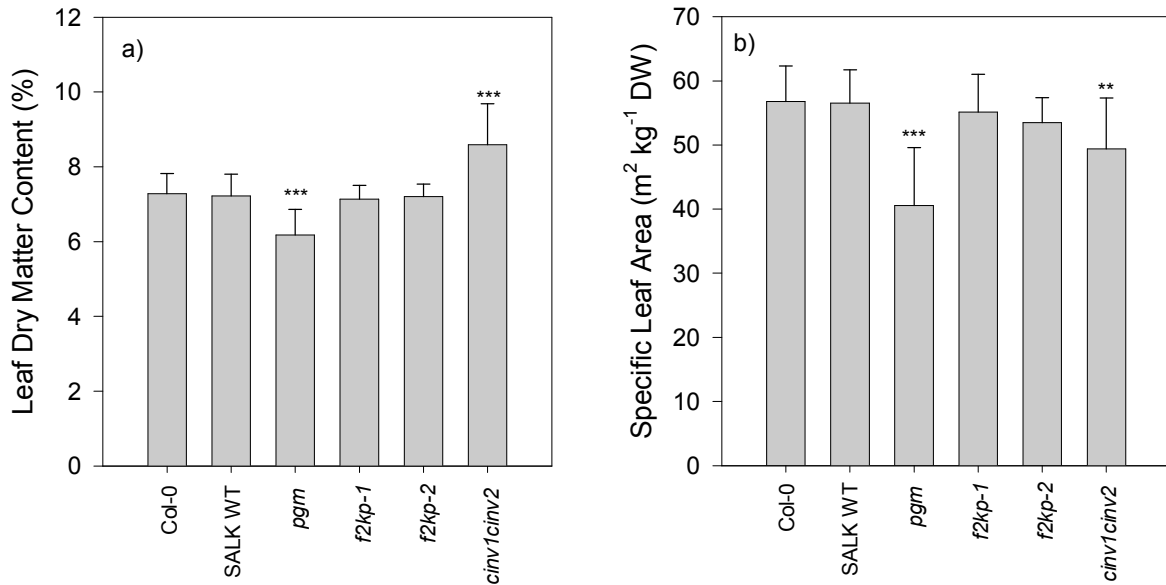 a)
Leaf Dry Matter Content (%)
12
10
8
6
4
2
0
***
***
Col-0
SALK WT
pgm
f2kp-1
f2kp-2
cinv1cinv2
b)
Specific Leaf Area (m² kg⁻¹ DW)
70
60
50
40
30
20
10
0
***
**
Col-0
SALK WT
pgm
f2kp-1
f2kp-2
cinv1cinv2